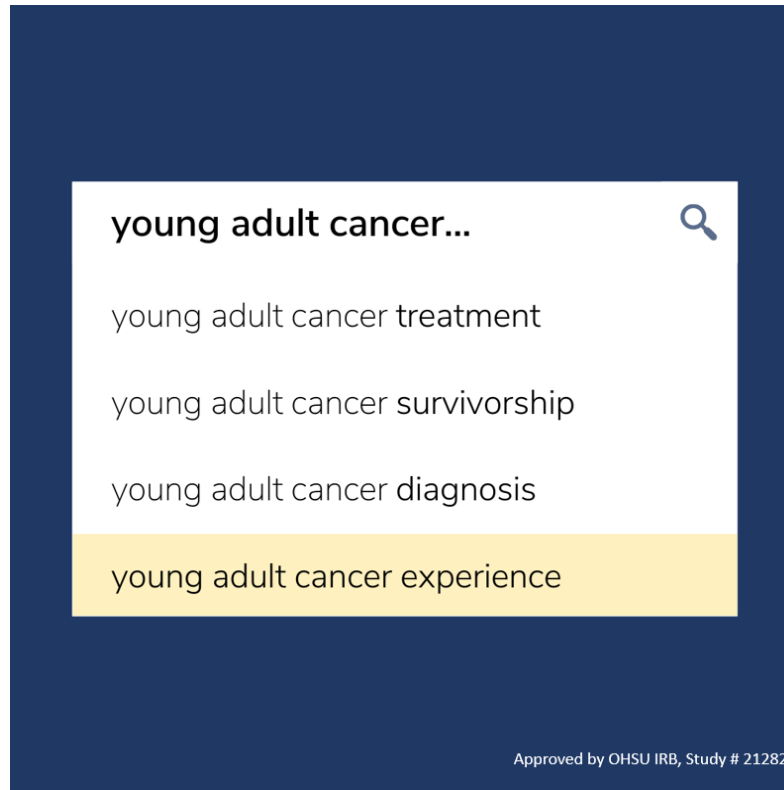 young adult cancer...
young adult cancer treatment
young adult cancer survivorship
young adult cancer diagnosis
young adult cancer experience
Approved by OHSU IRB, Study # 21282